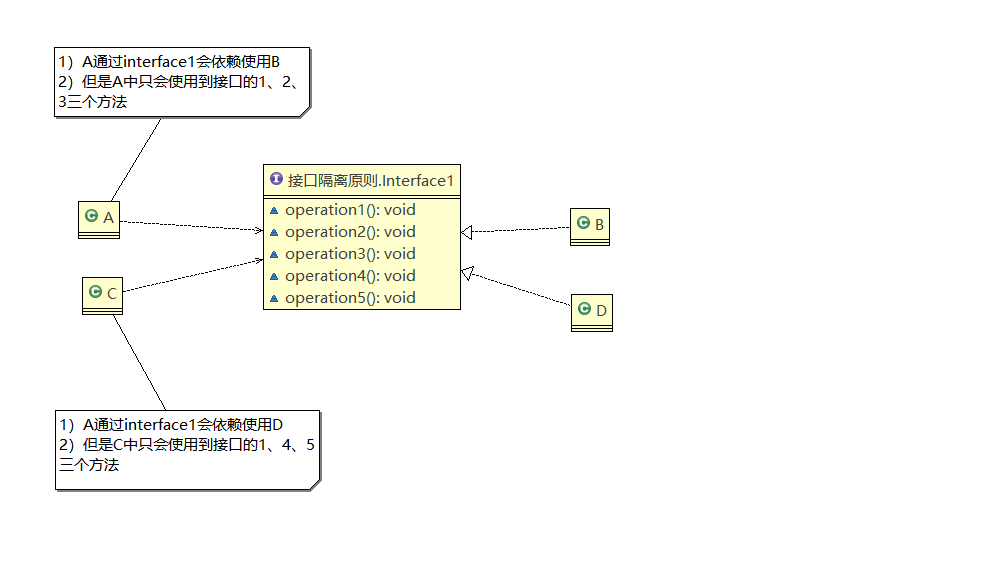 1）A通过interface1会依赖使用B
2）但是A中只会使用到接口的1、2、
3三个方法
接口隔离原则.Interface1
operation1(): void
operation2(): void
operation3(): void
operation4(): void
operation5(): void
A
B
C
D
1）A通过interface1会依赖使用D
2）但是C中只会使用到接口的1、4、5
三个方法